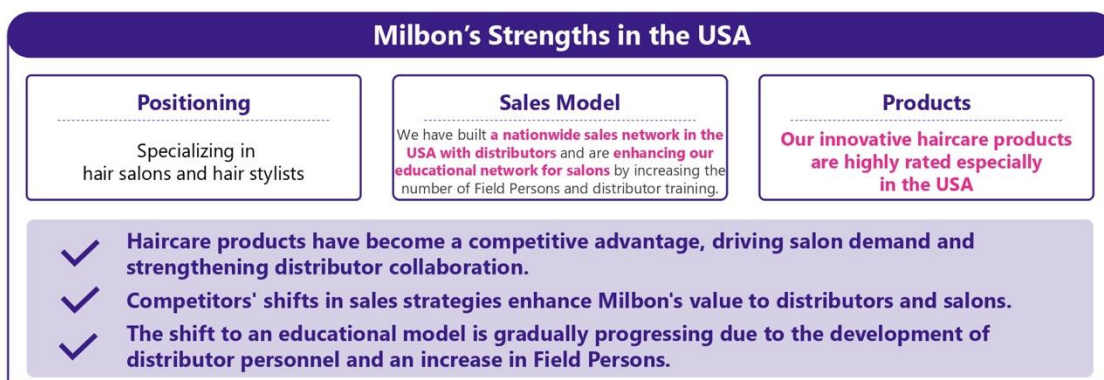 Milbon's Strengths in the USA
Positioning
Specializing in
hair salons and hair stylists
Sales Model
We have built a nationwide sales network in the
USA with distributors and are enhancing our
educational network for salons by increasing the
number of Field Persons and distributor training.
Products
Our innovative haircare products
are highly rated especially
in the USA
Haircare products have become a competitive advantage, driving salon demand and
strengthening distributor collaboration.
Competitors' shifts in sales strategies enhance Milbon's value to distributors and salons.
The shift to an educational model is gradually progressing due to the development of
distributor personnel and an increase in Field Persons.